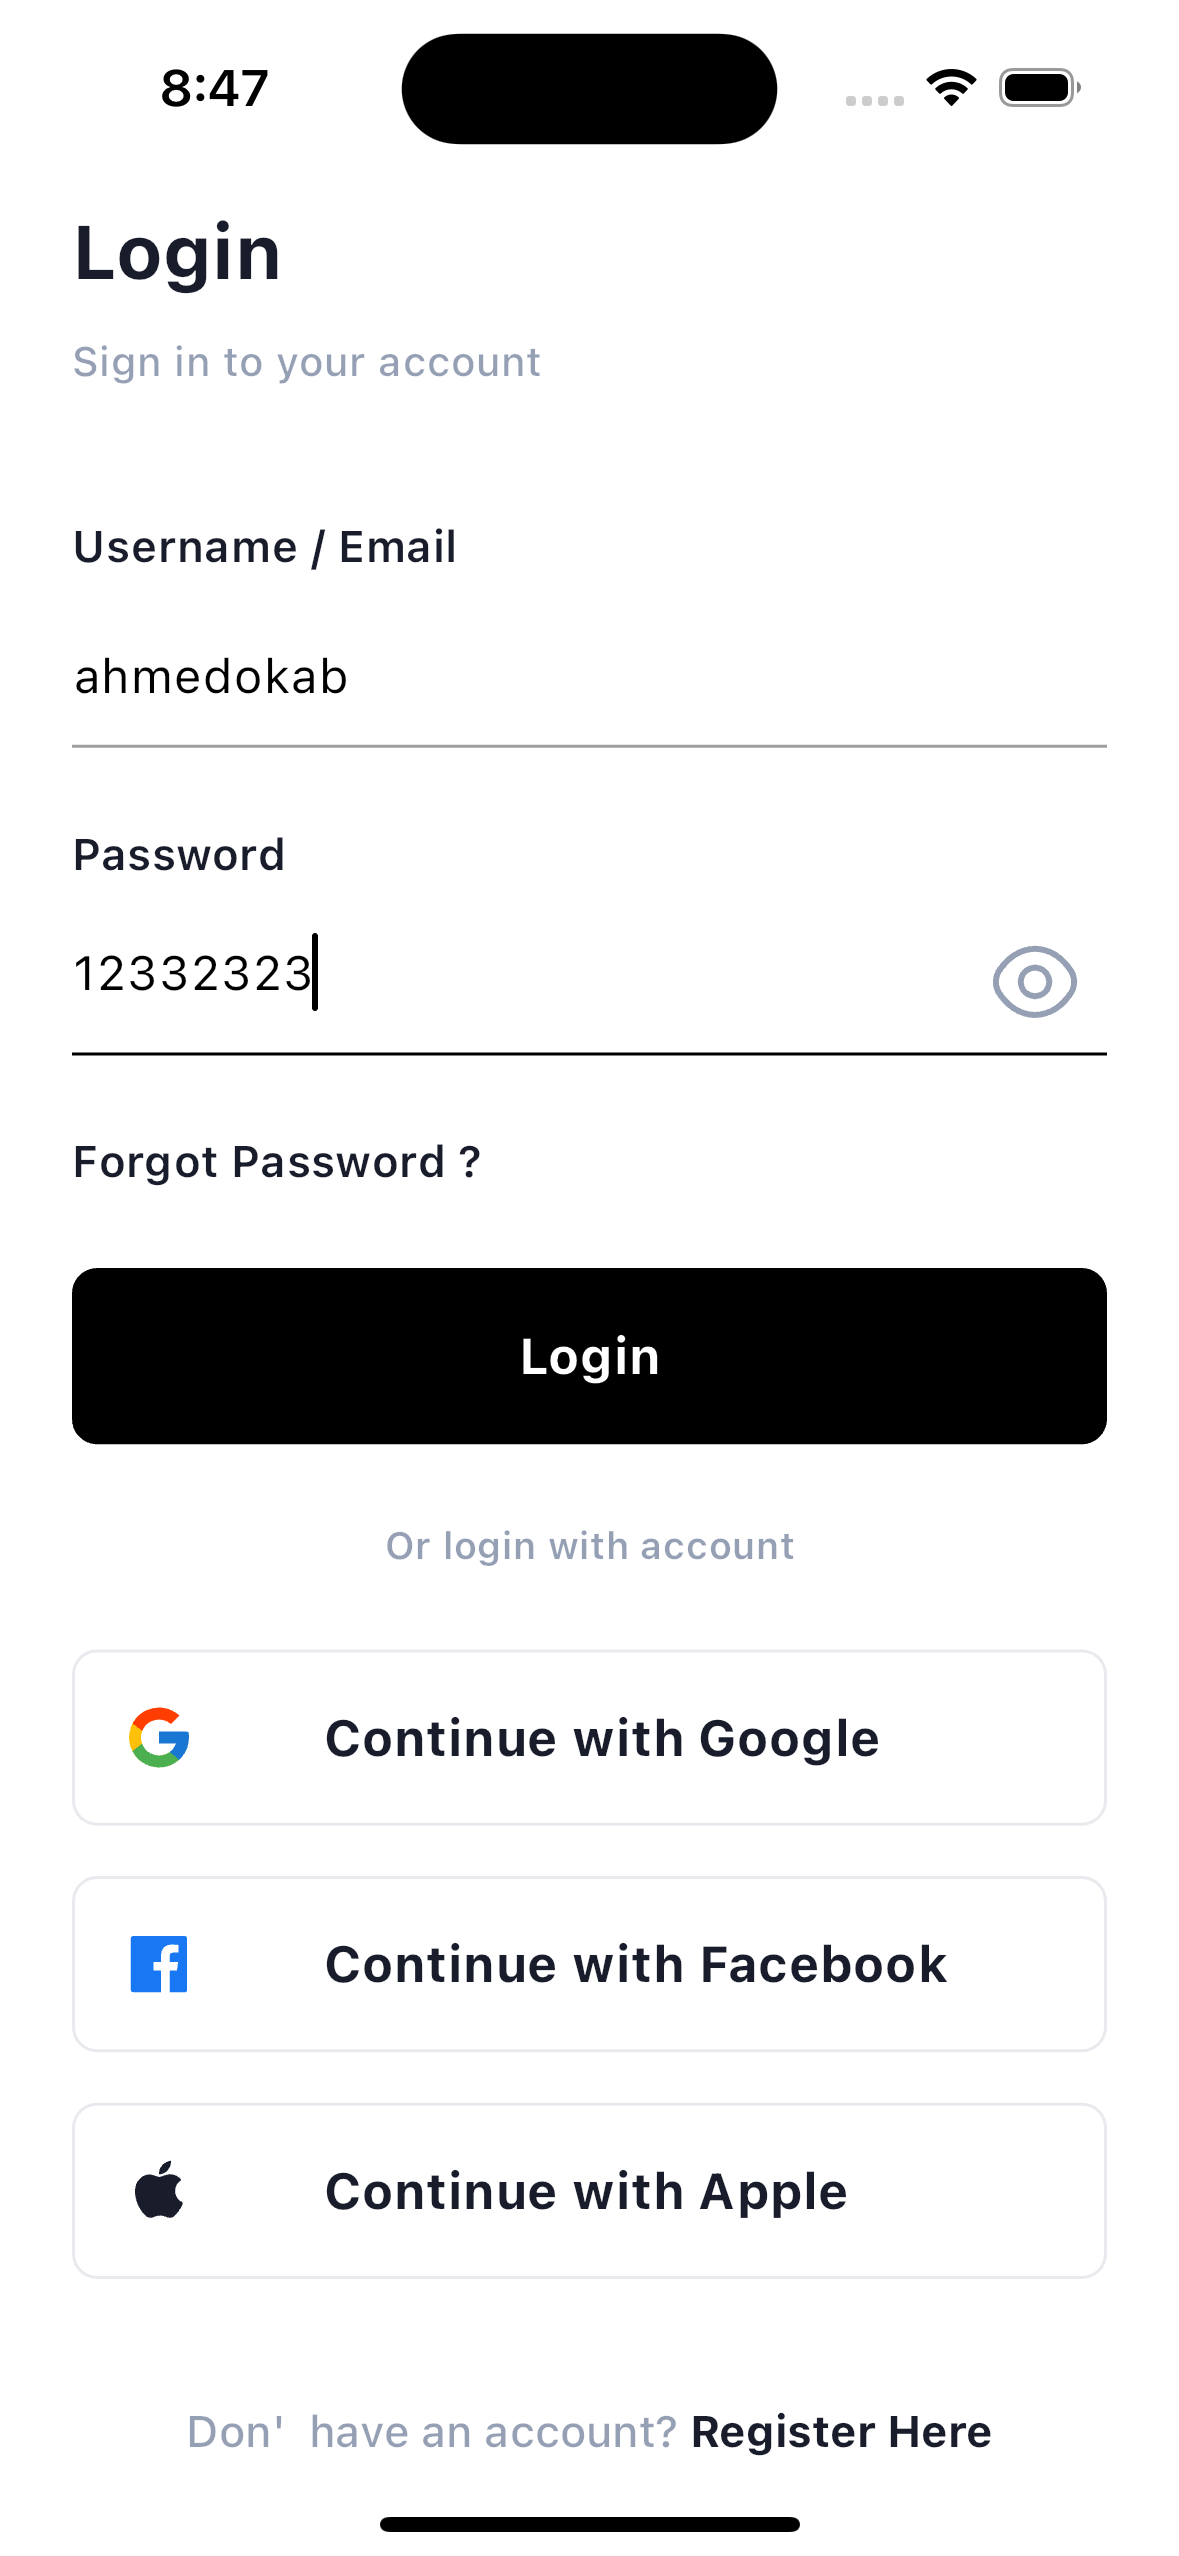 8:47
Login
Sign in to your account
Username / Email
ahmedokab
Password
12332323
Forgot Password ?
Login
Or login with account
Continue with Google
Continue with Facebook
Continue with Apple
Don'  have an account? Register Here